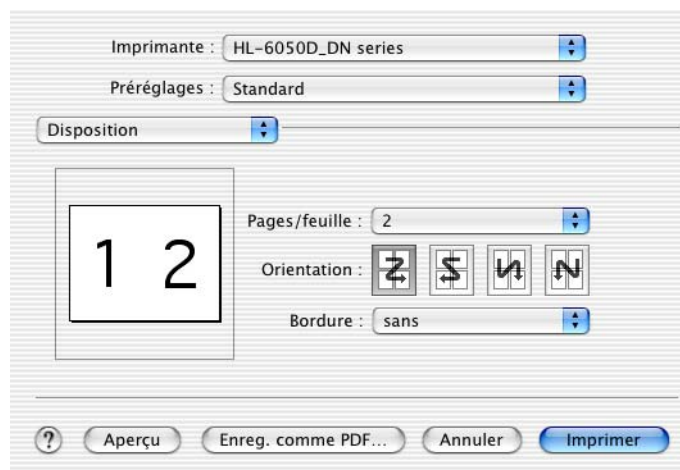 Imprimante : HL-6050D_DN series
Préréglages : Standard
Disposition
1 2
Pages/feuille : 2
Orientation :
Bordure : sans
? Aperçu Enreg. comme PDF... Annuler Imprimer